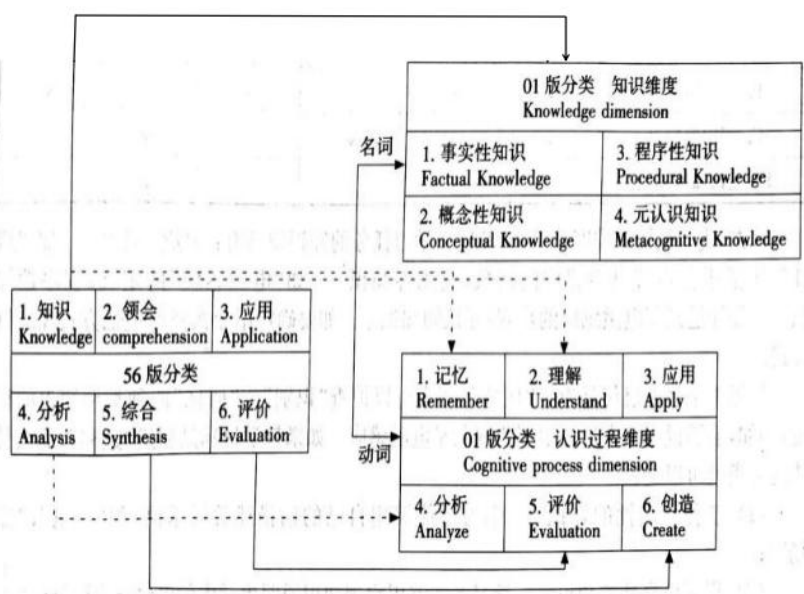 01 版分类 知识维度
Knowledge dimension
名词
1. 事实性知识
Factual Knowledge
3. 程序性知识
Procedural Knowledge
2. 概念性知识
Conceptual Knowledge
4. 元认识知识
Metacognitive Knowledge
1. 知识
Knowledge
2. 领会
comprehension
3. 应用
Application
56 版分类
4. 分析
Analysis
5. 综合
Synthesis
6. 评价
Evaluation
1. 记忆
Remember
2. 理解
Understand
3. 应用
Apply
动词
01 版分类 认识过程维度
Cognitive process dimension
4. 分析
Analyze
5. 评价
Evaluation
6. 创造
Create